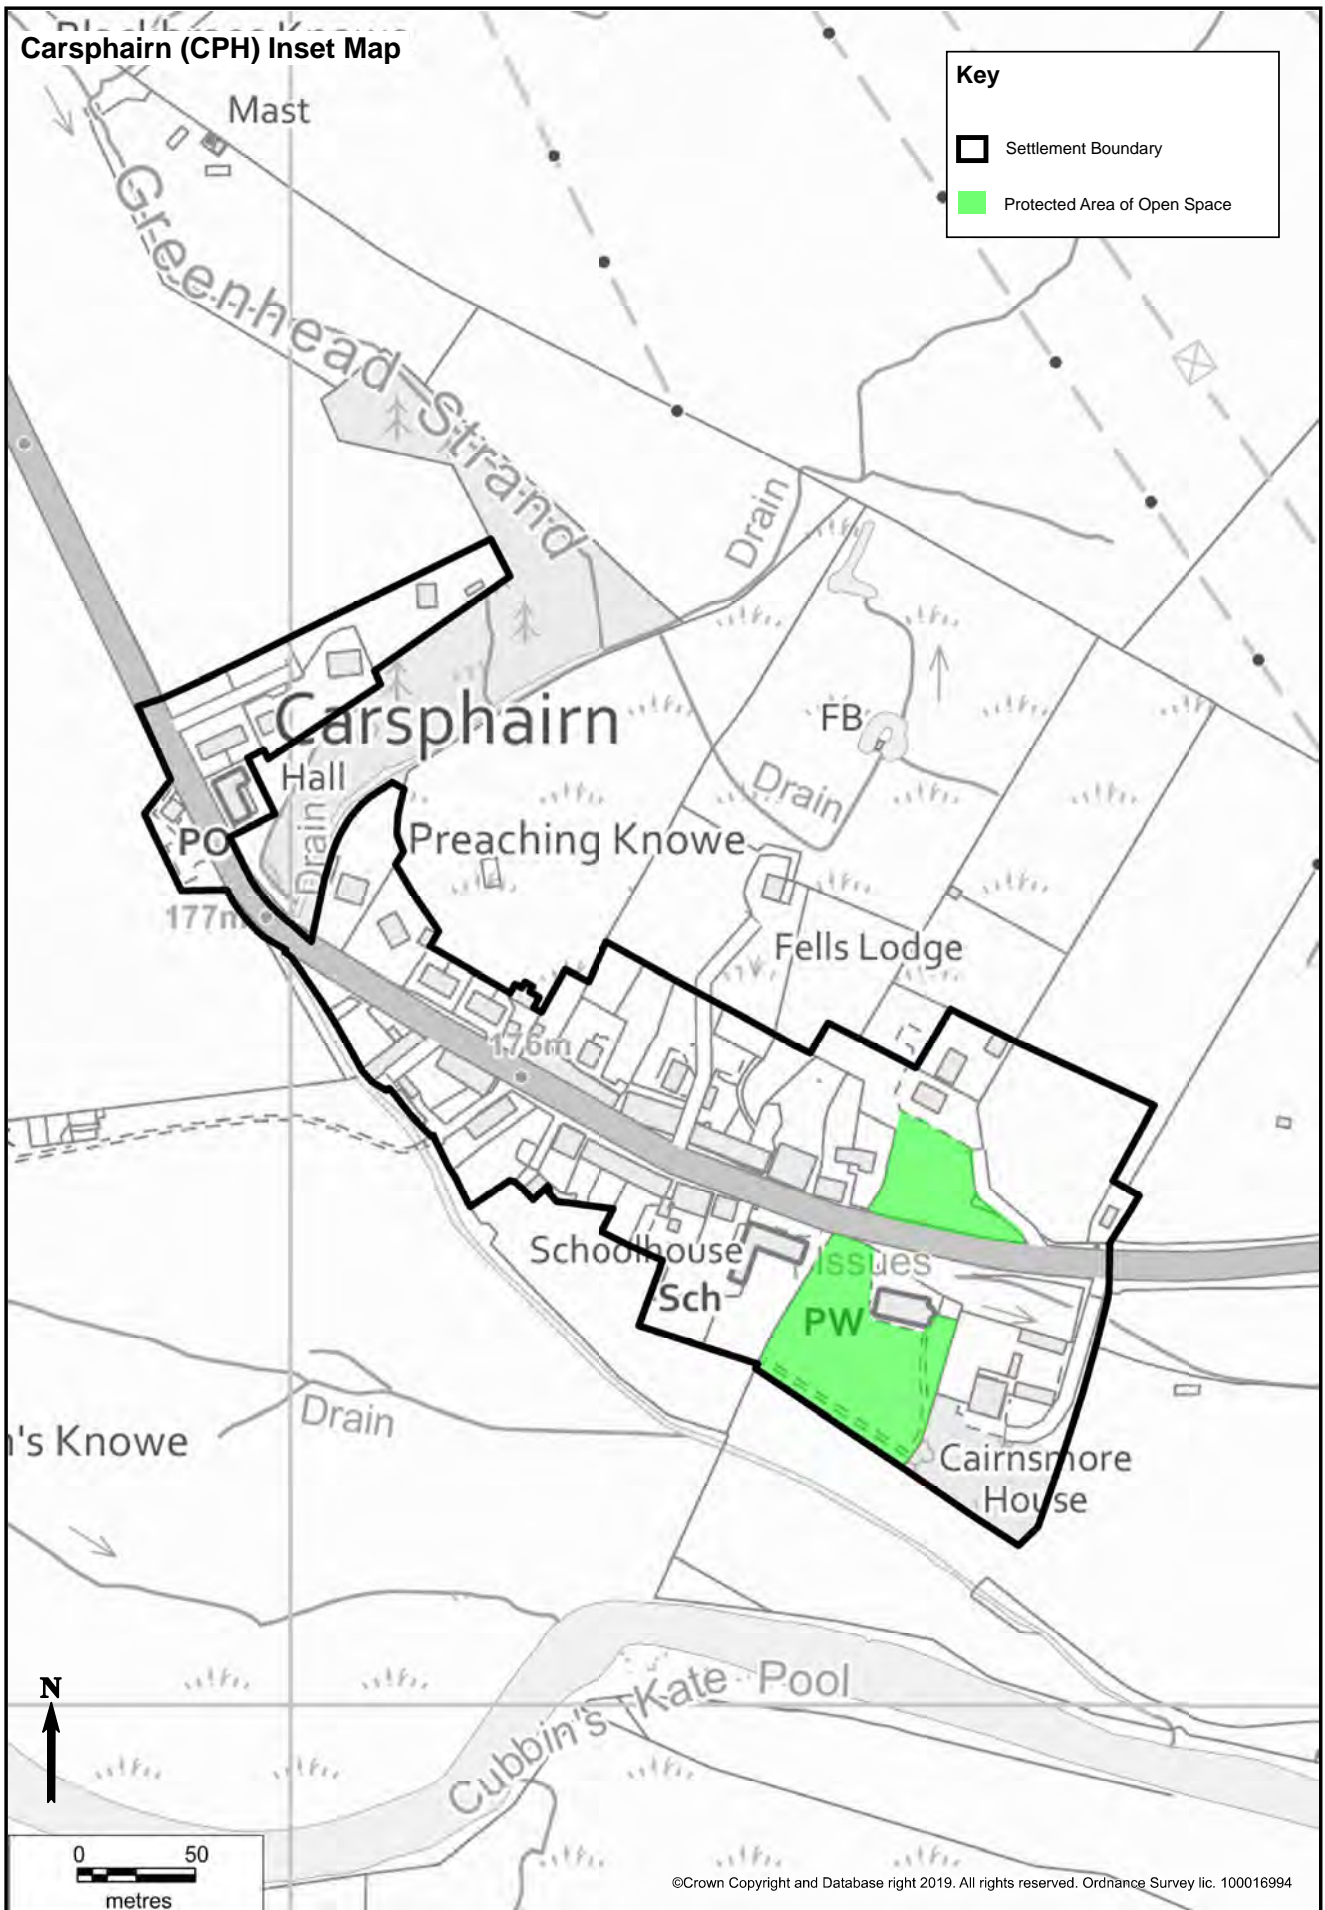 Carsphairn (CPH) Inset Map
Key
Settlement Boundary
Protected Area of Open Space
Mast
Greenhead Strand
Drain
Carsphairn
FB
Hall
Drain
Drain
PO
Preaching Knowe
177m
Fells Lodge
176m
Schoolhouse
Issues
Sch
PW
Drain
n's Knowe
Cairnsmore
House
Cubbin's Kate Pool
N
0 50
metres
©Crown Copyright and Database right 2019. All rights reserved. Ordnance Survey lic. 100016994